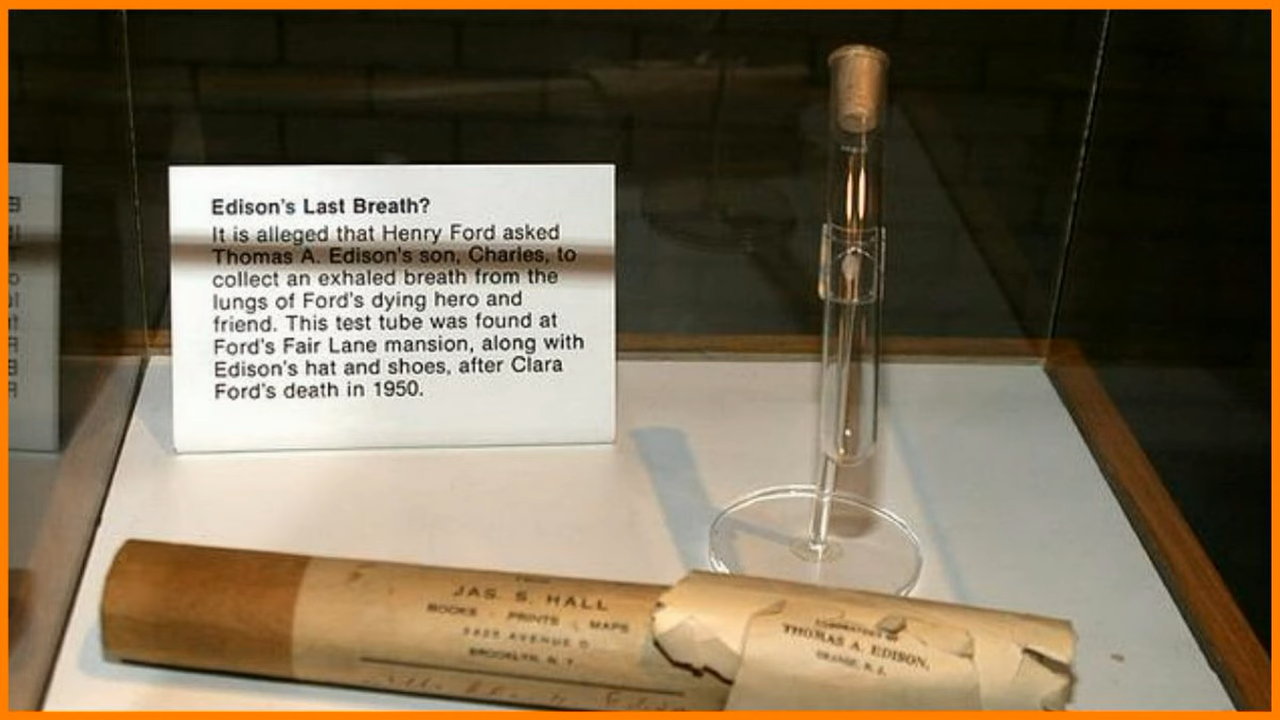 Edison's Last Breath?
It is alleged that Henry Ford asked
Thomas A. Edison's son, Charles, to
collect an exhaled breath from the
lungs of Ford's dying hero and
friend. This test tube was found at
Ford's Fair Lane mansion, along with
Edison's hat and shoes, after Clara
Ford's death in 1950.
JAS. S. HALL
BOOKS PRINTS MAPS
AVENUE
BROOKLYN, N. Y.
LABORATORY OF
THOMAS A. EDISON,
ORANGE, N. J.